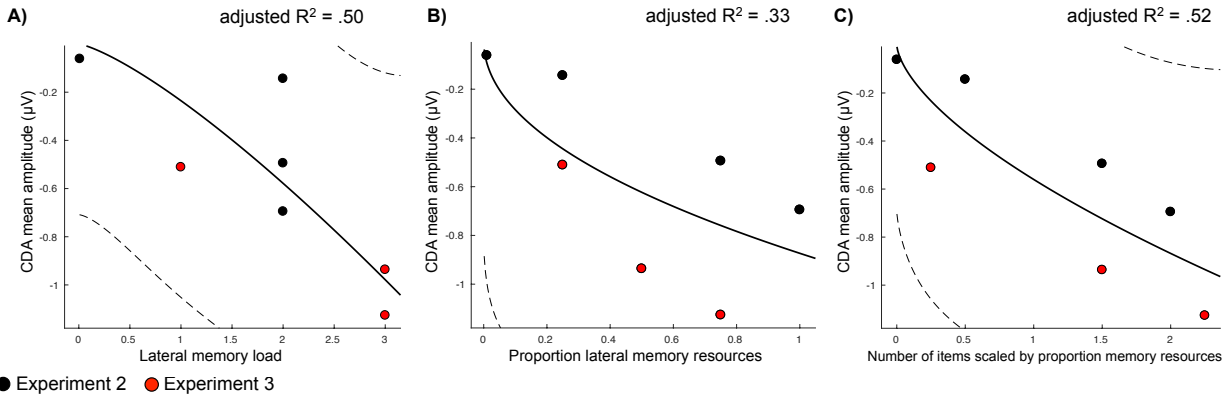 A)
adjusted R² = .50
CDA mean amplitude (µV)
-0.2
-0.4
-0.6
-0.8
-1
0 0.5 1 1.5 2 2.5 3
Lateral memory load
B)
adjusted R² = .33
CDA mean amplitude (µV)
-0.2
-0.4
-0.6
-0.8
-1
0 0.2 0.4 0.6 0.8 1
Proportion lateral memory resources
C)
adjusted R² = .52
CDA mean amplitude (µV)
-0.2
-0.4
-0.6
-0.8
-1
0 0.5 1 1.5 2
Number of items scaled by proportion memory resources
Experiment 2 Experiment 3